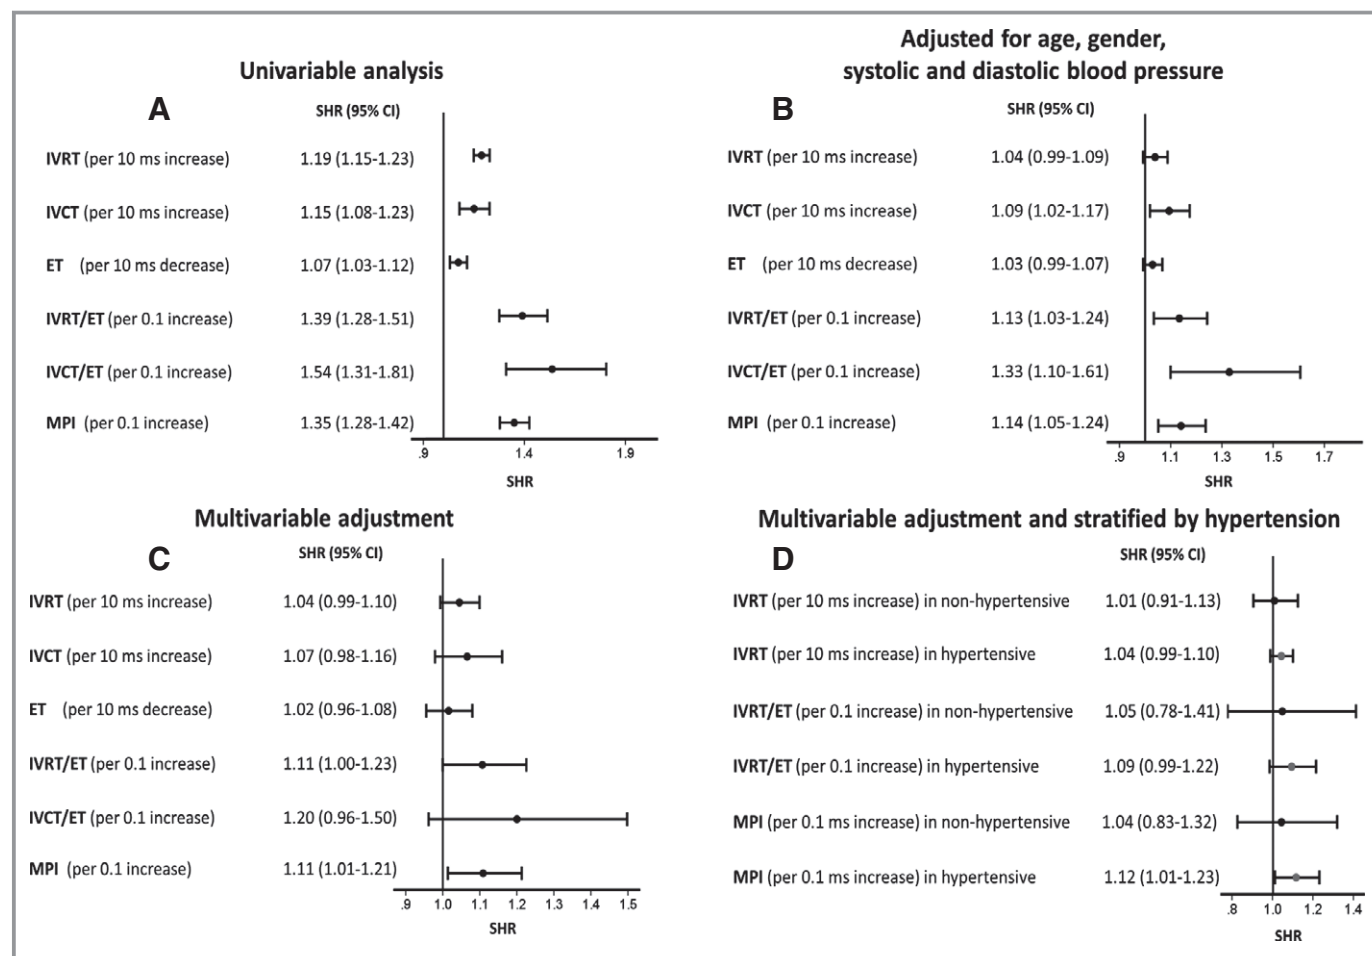 Univariable analysis
A
SHR (95% CI)
IVRT (per 10 ms increase) 1.19 (1.15-1.23)
IVCT (per 10 ms increase) 1.15 (1.08-1.23)
ET (per 10 ms decrease) 1.07 (1.03-1.12)
IVRT/ET (per 0.1 increase) 1.39 (1.28-1.51)
IVCT/ET (per 0.1 increase) 1.54 (1.31-1.81)
MPI (per 0.1 increase) 1.35 (1.28-1.42)
.9 1.4 1.9
SHR
Adjusted for age, gender,
systolic and diastolic blood pressure
B
SHR (95% CI)
IVRT (per 10 ms increase) 1.04 (0.99-1.09)
IVCT (per 10 ms increase) 1.09 (1.02-1.17)
ET (per 10 ms decrease) 1.03 (0.99-1.07)
IVRT/ET (per 0.1 increase) 1.13 (1.03-1.24)
IVCT/ET (per 0.1 increase) 1.33 (1.10-1.61)
MPI (per 0.1 increase) 1.14 (1.05-1.24)
.9 1.1 1.3 1.5 1.7
SHR
Multivariable adjustment
C
SHR (95% CI)
IVRT (per 10 ms increase) 1.04 (0.99-1.10)
IVCT (per 10 ms increase) 1.07 (0.98-1.16)
ET (per 10 ms decrease) 1.02 (0.96-1.08)
IVRT/ET (per 0.1 increase) 1.11 (1.00-1.23)
IVCT/ET (per 0.1 increase) 1.20 (0.96-1.50)
MPI (per 0.1 increase) 1.11 (1.01-1.21)
.9 1.0 1.1 1.2 1.3 1.4 1.5
SHR
Multivariable adjustment and stratified by hypertension
D
SHR (95% CI)
IVRT (per 10 ms increase) in non-hypertensive 1.01 (0.91-1.13)
IVRT (per 10 ms increase) in hypertensive 1.04 (0.99-1.10)
IVRT/ET (per 0.1 increase) in non-hypertensive 1.05 (0.78-1.41)
IVRT/ET (per 0.1 increase) in hypertensive 1.09 (0.99-1.22)
MPI (per 0.1 ms increase) in non-hypertensive 1.04 (0.83-1.32)
MPI (per 0.1 ms increase) in hypertensive 1.12 (1.01-1.23)
.8 1.0 1.2 1.4
SHR